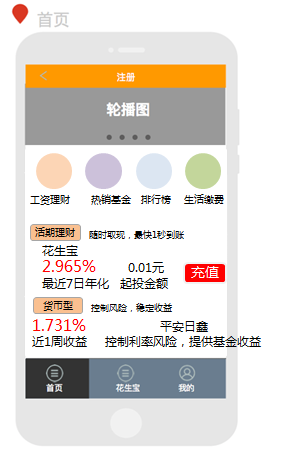 首页
注册
轮播图
工资理财 热销基金 排行榜 生活缴费
活期理财 随时取现，最快1秒到账
花生宝
2.965% 0.01元 充值
最近7日年化 起投金额
货币型 控制风险，稳定收益
1.731% 平安日鑫
近1周收益 控制利率风险，提供基金收益
首页 花生宝 我的